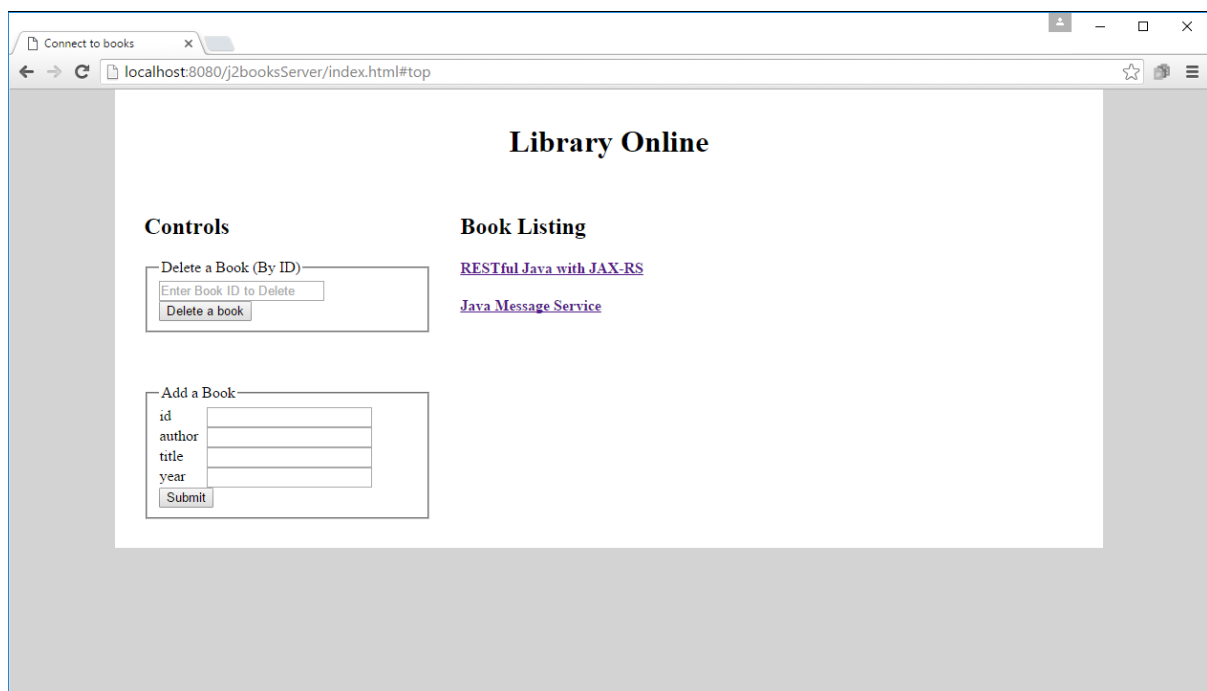 Connect to books
localhost:8080/j2booksServer/index.html#top
Library Online
Controls
Delete a Book (By ID)
Enter Book ID to Delete
Delete a book
Add a Book
id
author
title
year
Submit
Book Listing
RESTful Java with JAX-RS
Java Message Service